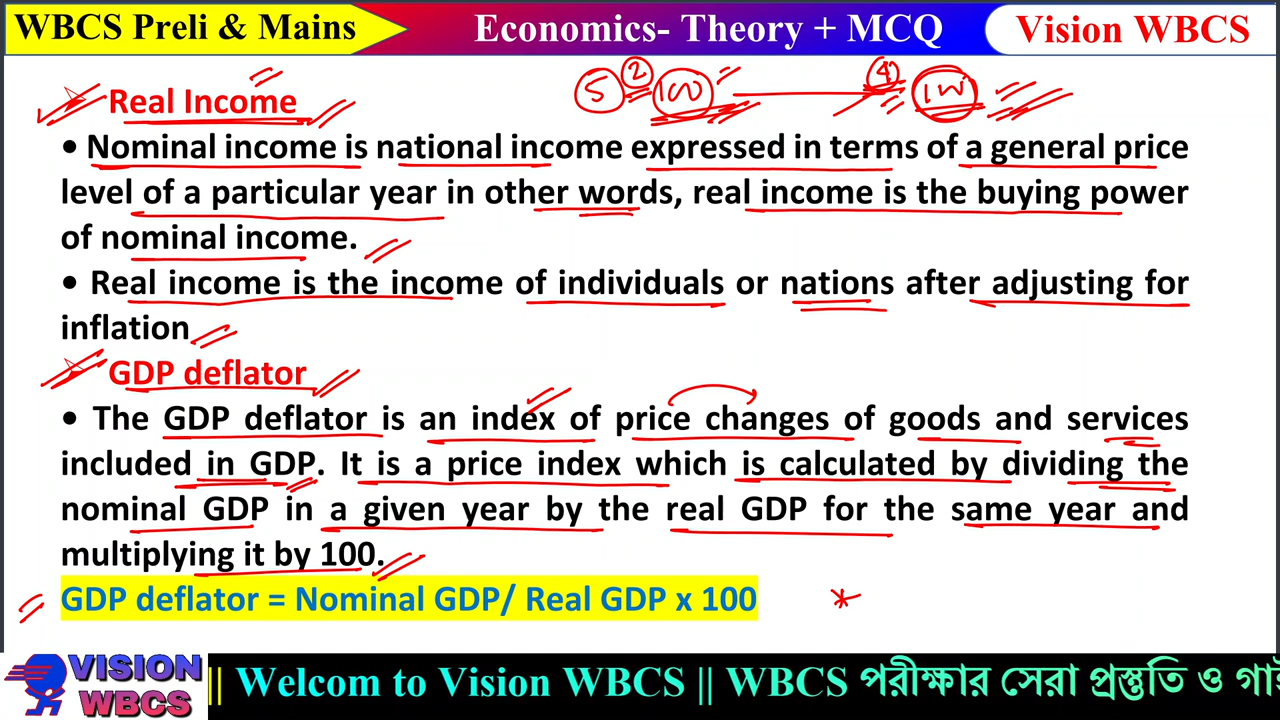 WBCS Preli & Mains
Economics- Theory + MCQ
Vision WBCS
5 2 100 4 100
Real Income
• Nominal income is national income expressed in terms of a general price
level of a particular year in other words, real income is the buying power
of nominal income.
• Real income is the income of individuals or nations after adjusting for
inflation
GDP deflator
• The GDP deflator is an index of price changes of goods and services
included in GDP. It is a price index which is calculated by dividing the
nominal GDP in a given year by the real GDP for the same year and
multiplying it by 100.
GDP deflator = Nominal GDP/ Real GDP x 100
VISION
WBCS
|| Welcom to Vision WBCS || WBCS পরীক্ষার সেরা প্রস্তুতি ও